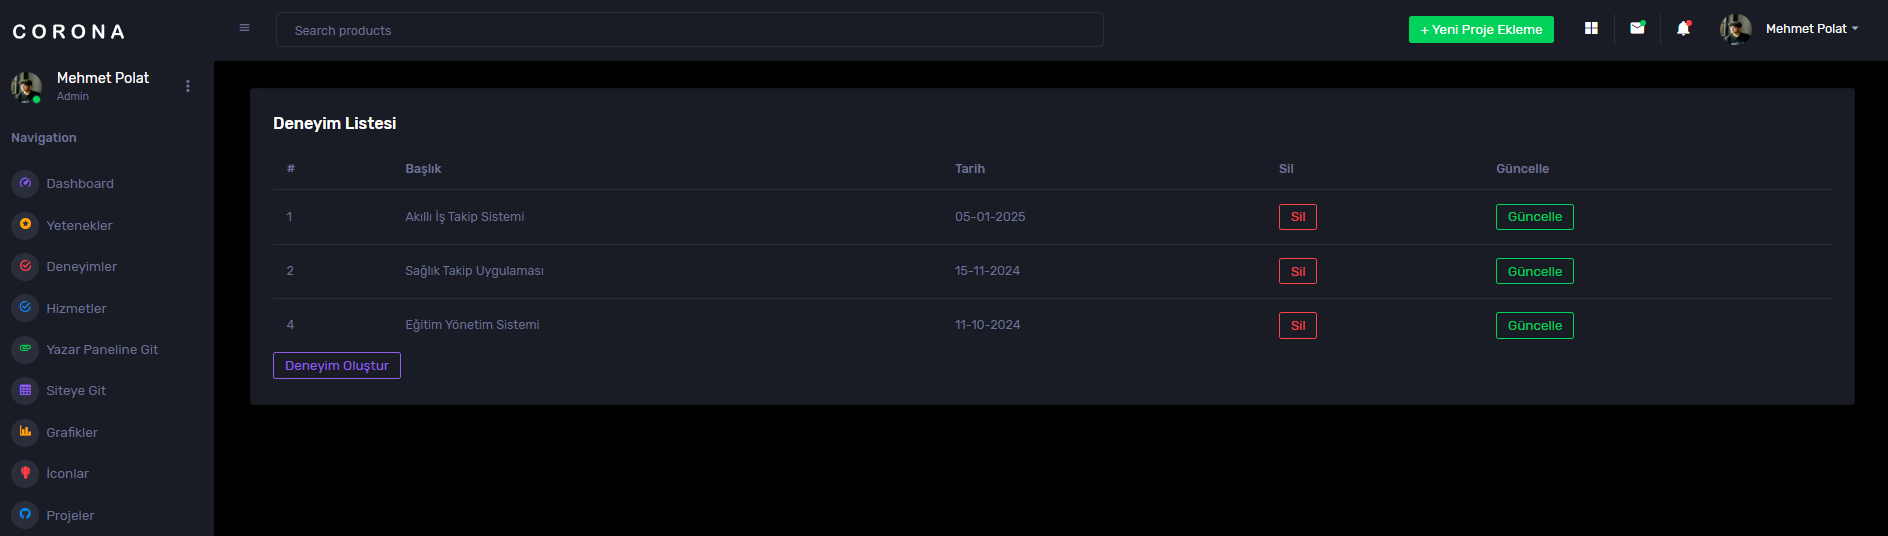 CORONA
Search products
+ Yeni Proje Ekleme
Mehmet Polat
Mehmet Polat
Admin
Navigation
Dashboard
Yetenekler
Deneyimler
Hizmetler
Yazar Paneline Git
Siteye Git
Grafikler
İconlar
Projeler
Deneyim Listesi
# Başlık Tarih Sil Güncelle
1 Akıllı İş Takip Sistemi 05-01-2025 Sil Güncelle
2 Sağlık Takip Uygulaması 15-11-2024 Sil Güncelle
4 Eğitim Yönetim Sistemi 11-10-2024 Sil Güncelle
Deneyim Oluştur